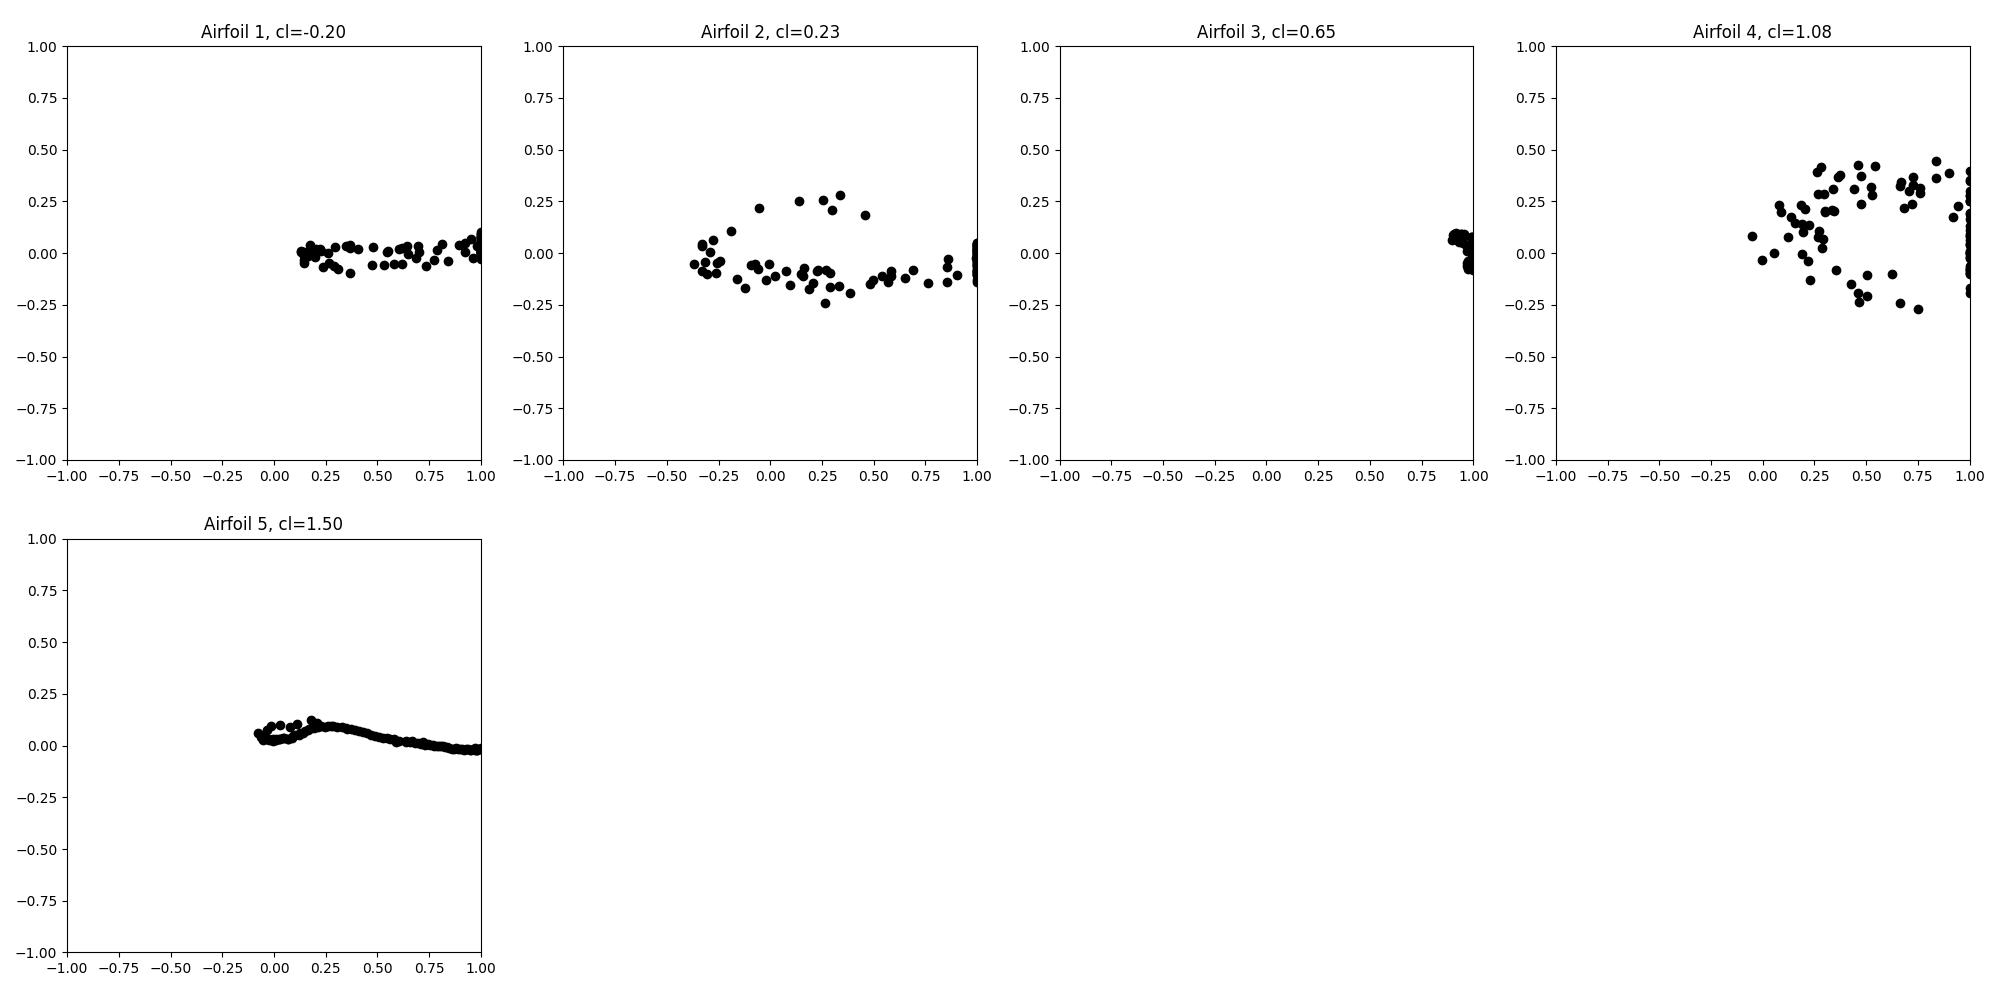 Airfoil 1, cl=-0.20
Airfoil 2, cl=0.23
Airfoil 3, cl=0.65
Airfoil 4, cl=1.08
1.00 1.00 1.00 1.00
0.75 0.75 0.75 0.75
0.50 0.50 0.50 0.50
0.25 0.25 0.25 0.25
0.00 0.00 0.00 0.00
−0.25 −0.25 −0.25 −0.25
−0.50 −0.50 −0.50 −0.50
−0.75 −0.75 −0.75 −0.75
−1.00 −1.00 −1.00 −1.00
−1.00 −0.75 −0.50 −0.25 0.00 0.25 0.50 0.75 1.00
−1.00 −0.75 −0.50 −0.25 0.00 0.25 0.50 0.75 1.00
−1.00 −0.75 −0.50 −0.25 0.00 0.25 0.50 0.75 1.00
−1.00 −0.75 −0.50 −0.25 0.00 0.25 0.50 0.75 1.00
Airfoil 5, cl=1.50
1.00
0.75
0.50
0.25
0.00
−0.25
−0.50
−0.75
−1.00
−1.00 −0.75 −0.50 −0.25 0.00 0.25 0.50 0.75 1.00